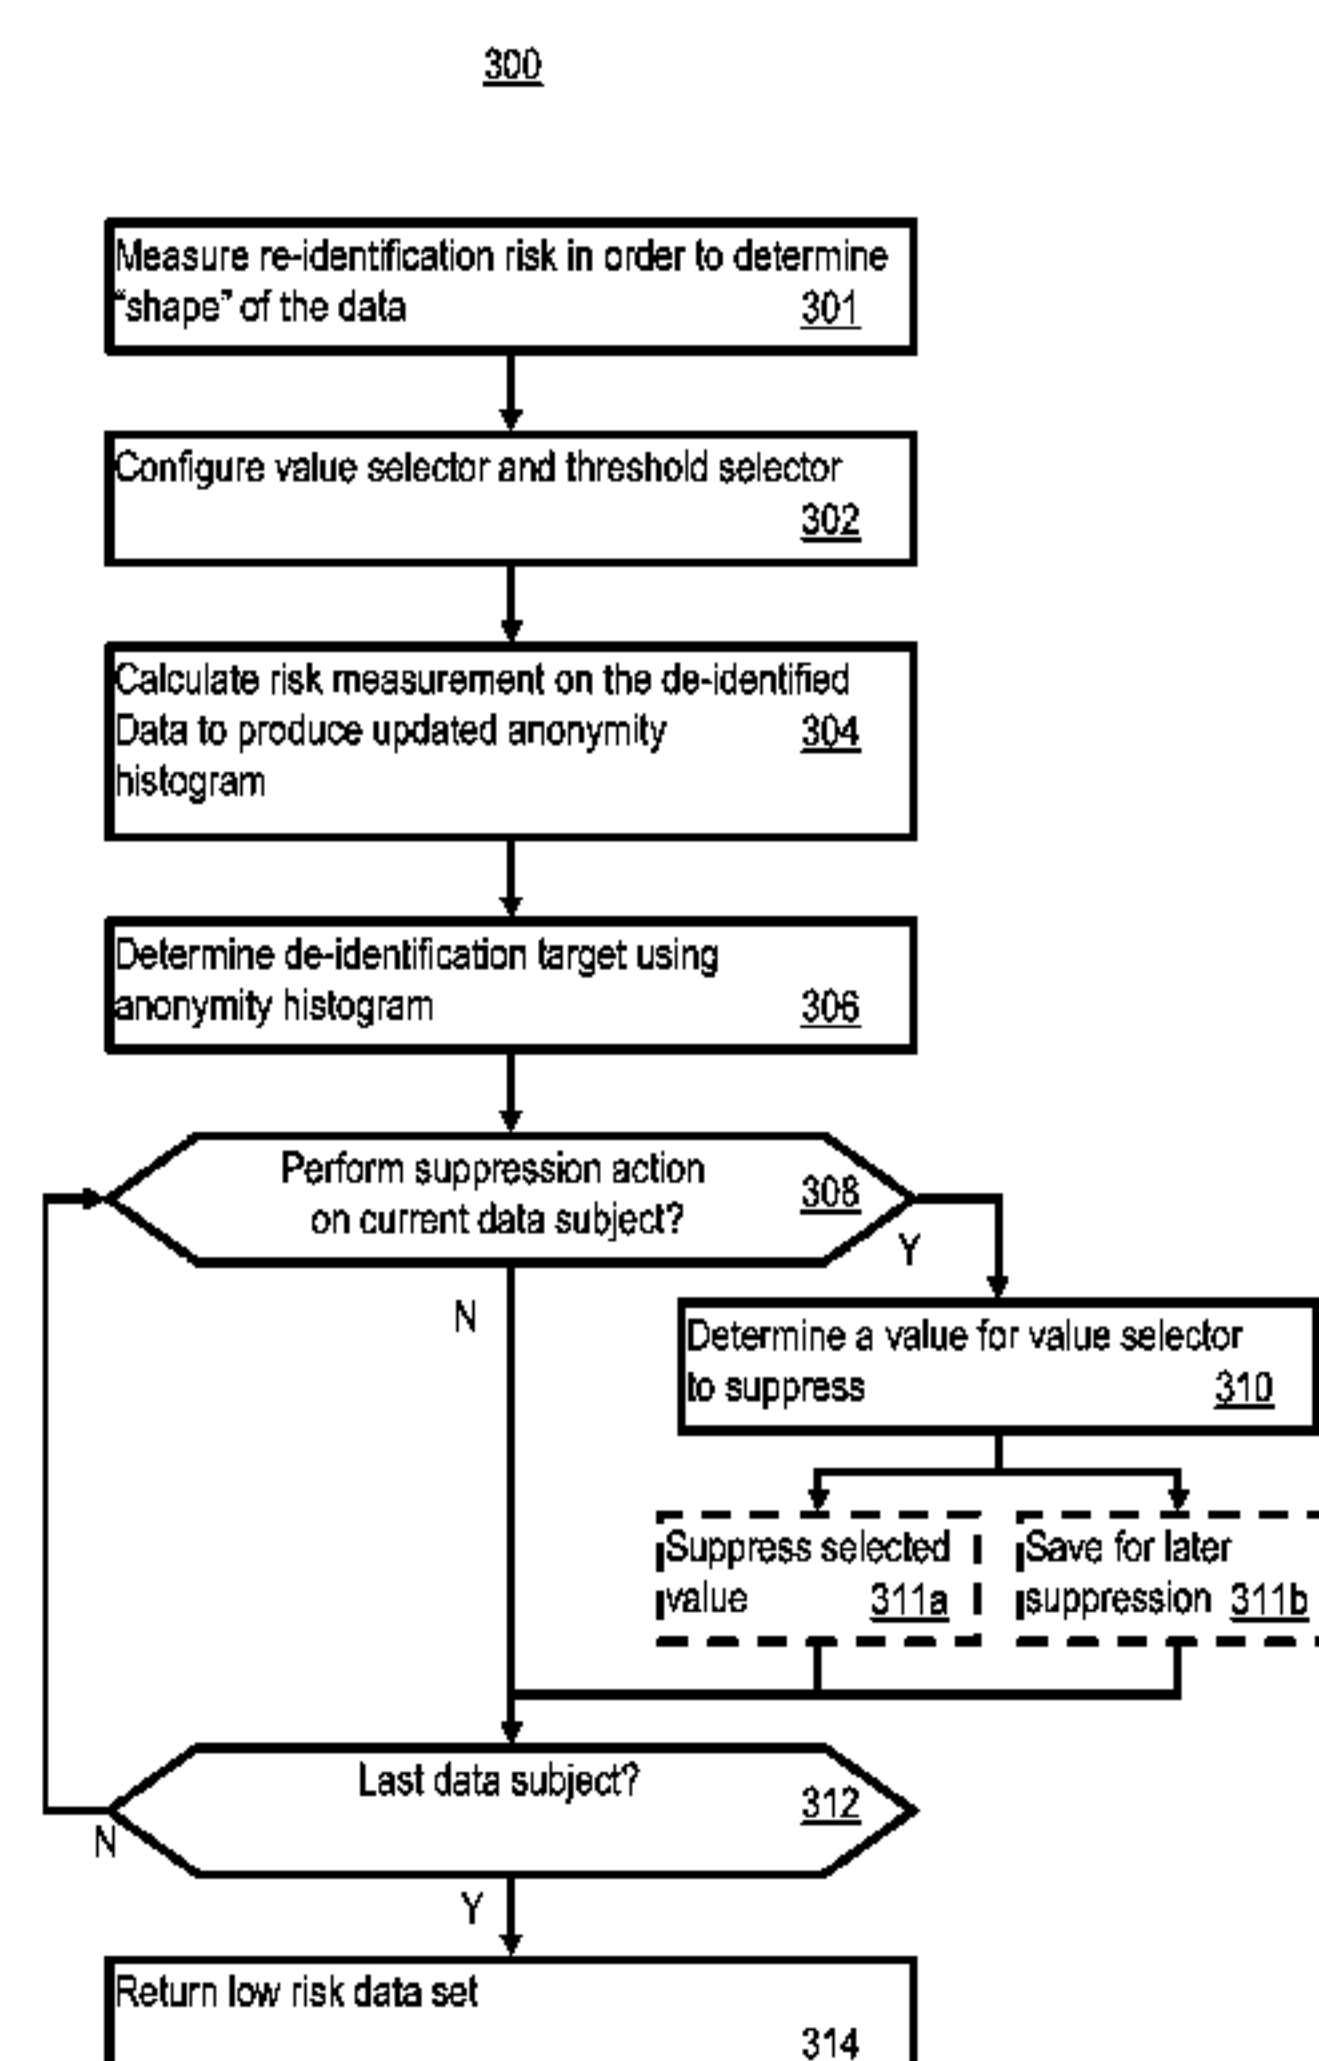 300
Measure re-identification risk in order to determine
“shape” of the data 301
Configure value selector and threshold selector
302
Calculate risk measurement on the de-identified
Data to produce updated anonymity 304
histogram
Determine de-identification target using
anonymity histogram 306
Perform suppression action
on current data subject? 308
Y
N
Determine a value for value selector
to suppress 310
Suppress selected
value 311a
Save for later
suppression 311b
Last data subject?
312
N
Y
Return low risk data set
314